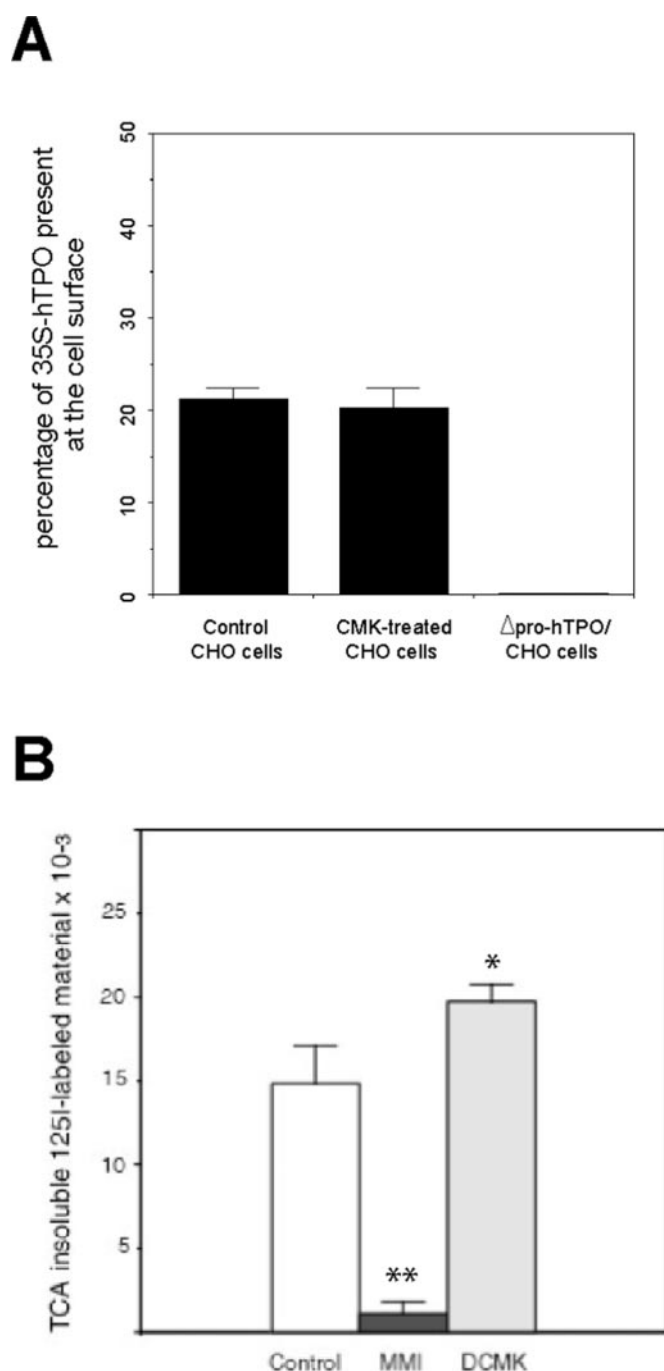 A
percentage of 35S-hTPO present
at the cell surface
50
40
30
20
10
0
Control
CHO cells
CMK-treated
CHO cells
△pro-hTPO/
CHO cells
B
TCA insoluble 125I-labeled material x 10-3
25
20
15
10
5
*
**
Control
MMI
DCMK